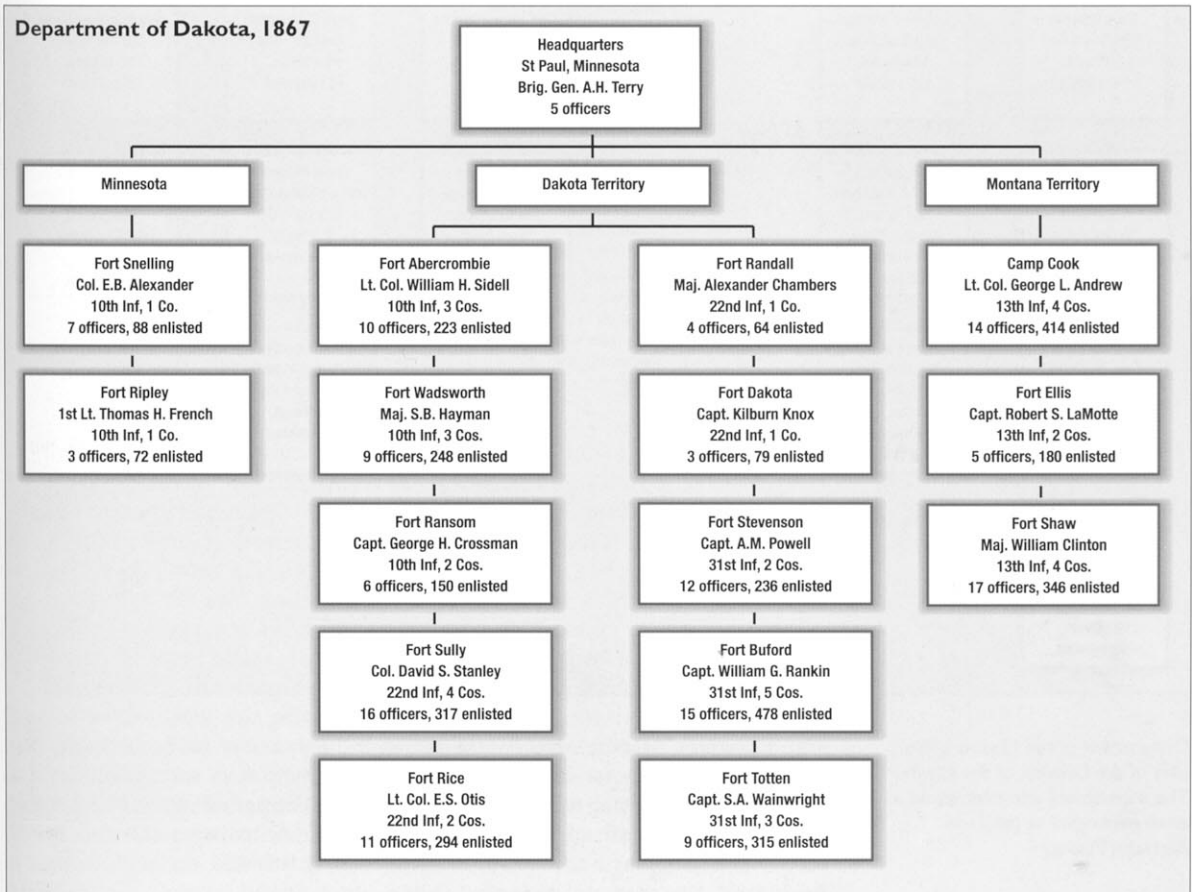 Department of Dakota, 1867
Headquarters
St Paul, Minnesota
Brig. Gen. A.H. Terry
5 officers
Minnesota
Dakota Territory
Montana Territory
Fort Snelling
Col. E.B. Alexander
10th Inf, 1 Co.
7 officers, 88 enlisted
Fort Ripley
1st Lt. Thomas H. French
10th Inf, 1 Co.
3 officers, 72 enlisted
Fort Abercrombie
Lt. Col. William H. Sidell
10th Inf, 3 Cos.
10 officers, 223 enlisted
Fort Wadsworth
Maj. S.B. Hayman
10th Inf, 3 Cos.
9 officers, 248 enlisted
Fort Ransom
Capt. George H. Crossman
10th Inf, 2 Cos.
6 officers, 150 enlisted
Fort Sully
Col. David S. Stanley
22nd Inf, 4 Cos.
16 officers, 317 enlisted
Fort Rice
Lt. Col. E.S. Otis
22nd Inf, 2 Cos.
11 officers, 294 enlisted
Fort Randall
Maj. Alexander Chambers
22nd Inf, 1 Co.
4 officers, 64 enlisted
Fort Dakota
Capt. Kilburn Knox
22nd Inf, 1 Co.
3 officers, 79 enlisted
Fort Stevenson
Capt. A.M. Powell
31st Inf, 2 Cos.
12 officers, 236 enlisted
Fort Buford
Capt. William G. Rankin
31st Inf, 5 Cos.
15 officers, 478 enlisted
Fort Totten
Capt. S.A. Wainwright
31st Inf, 3 Cos.
9 officers, 315 enlisted
Camp Cook
Lt. Col. George L. Andrew
13th Inf, 4 Cos.
14 officers, 414 enlisted
Fort Ellis
Capt. Robert S. LaMotte
13th Inf, 2 Cos.
5 officers, 180 enlisted
Fort Shaw
Maj. William Clinton
13th Inf, 4 Cos.
17 officers, 346 enlisted